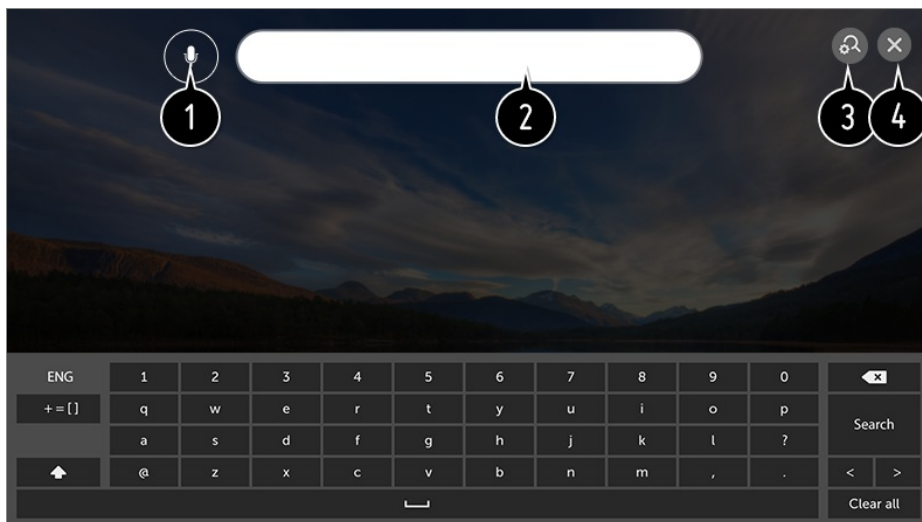 1 2 3 4
ENG 1 2 3 4 5 6 7 8 9 0
+=[] q w e r t y u i o p Search
a s d f g h j k l ?
@ z x c v b n m , . < >
Clear all